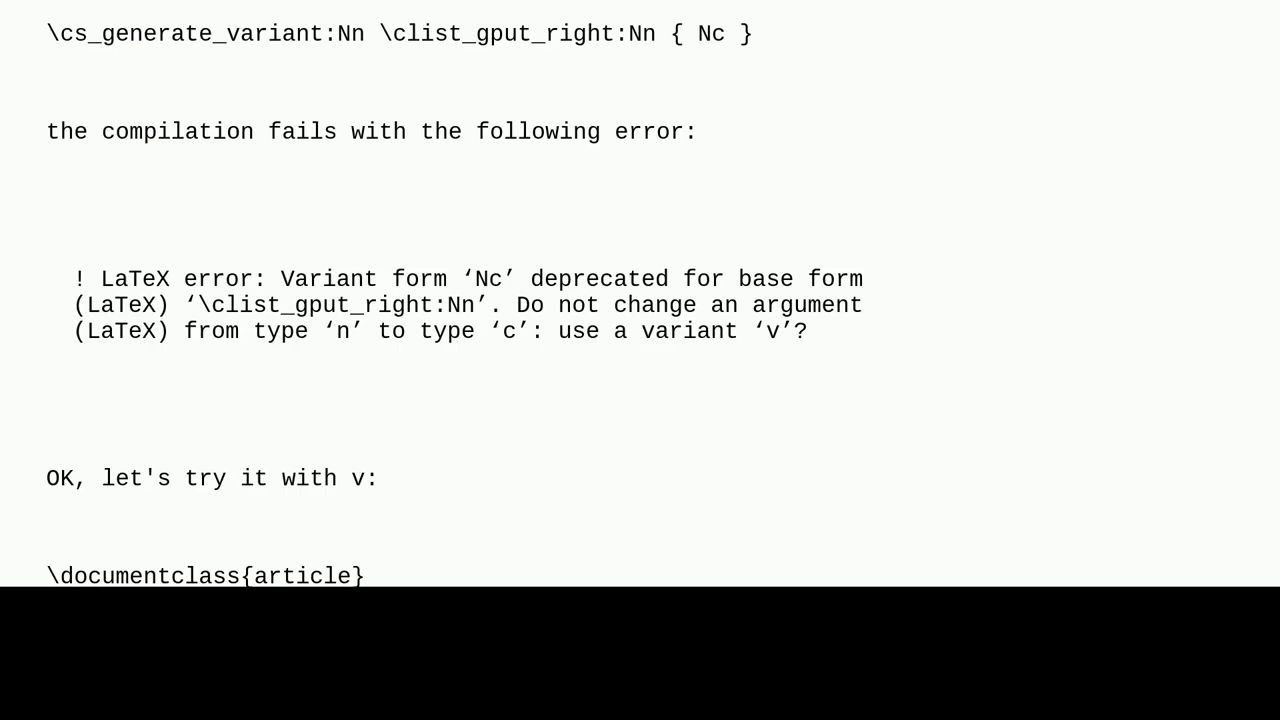 \cs_generate_variant:Nn \clist_gput_right:Nn { Nc }
the compilation fails with the following error:
! LaTeX error: Variant form ‘Nc’ deprecated for base form
(LaTeX) ‘\clist_gput_right:Nn’. Do not change an argument
(LaTeX) from type ‘n’ to type ‘c’: use a variant ‘v’?
OK, let's try it with v:
\documentclass{article}